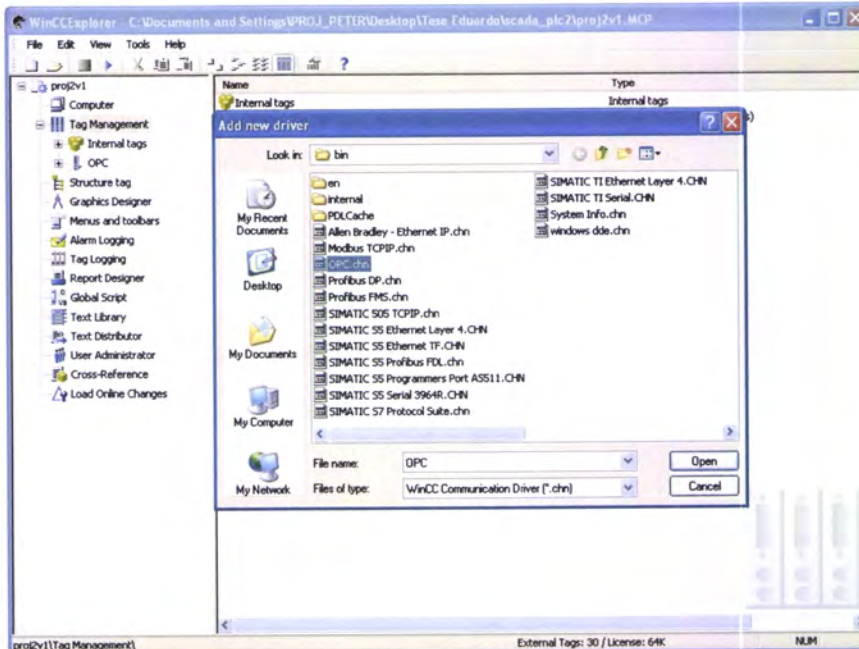 WinCCExplorer - C:\Documents and Settings\PROJ_PETER\Desktop\Tese Eduardo\scada_plc2\proj2v1.MCP
File Edit View Tools Help
proj2v1
Computer
Tag Management
Internal tags
OPC
Structure tag
Graphics Designer
Menus and toolbars
Alarm Logging
Tag Logging
Report Designer
Global Script
Text Library
Text Distributor
User Administrator
Cross-Reference
Load Online Changes
Name Type
Internal tags Internal tags
s)
Add new driver
Look in: bin
My Recent Documents
Desktop
My Documents
My Computer
My Network
en
internal
PDLCache
Allen Bradley - Ethernet IP.chn
Modbus TCPIP.chn
OPC.chn
Profibus DP.chn
Profibus FMS.chn
SIMATIC 505 TCPIP.chn
SIMATIC S5 Ethernet Layer 4.CHN
SIMATIC S5 Ethernet TF.CHN
SIMATIC S5 Profibus FDL.chn
SIMATIC S5 Programmers Port AS511.CHN
SIMATIC S5 Serial 3964R.CHN
SIMATIC S7 Protocol Suite.chn
SIMATIC TI Ethernet Layer 4.CHN
SIMATIC TI Serial.CHN
System Info.chn
windows dde.chn
File name: OPC Open
Files of type: WinCC Communication Driver (*.chn) Cancel
proj2v1\Tag Management\ External Tags: 30 / License: 64K NUM